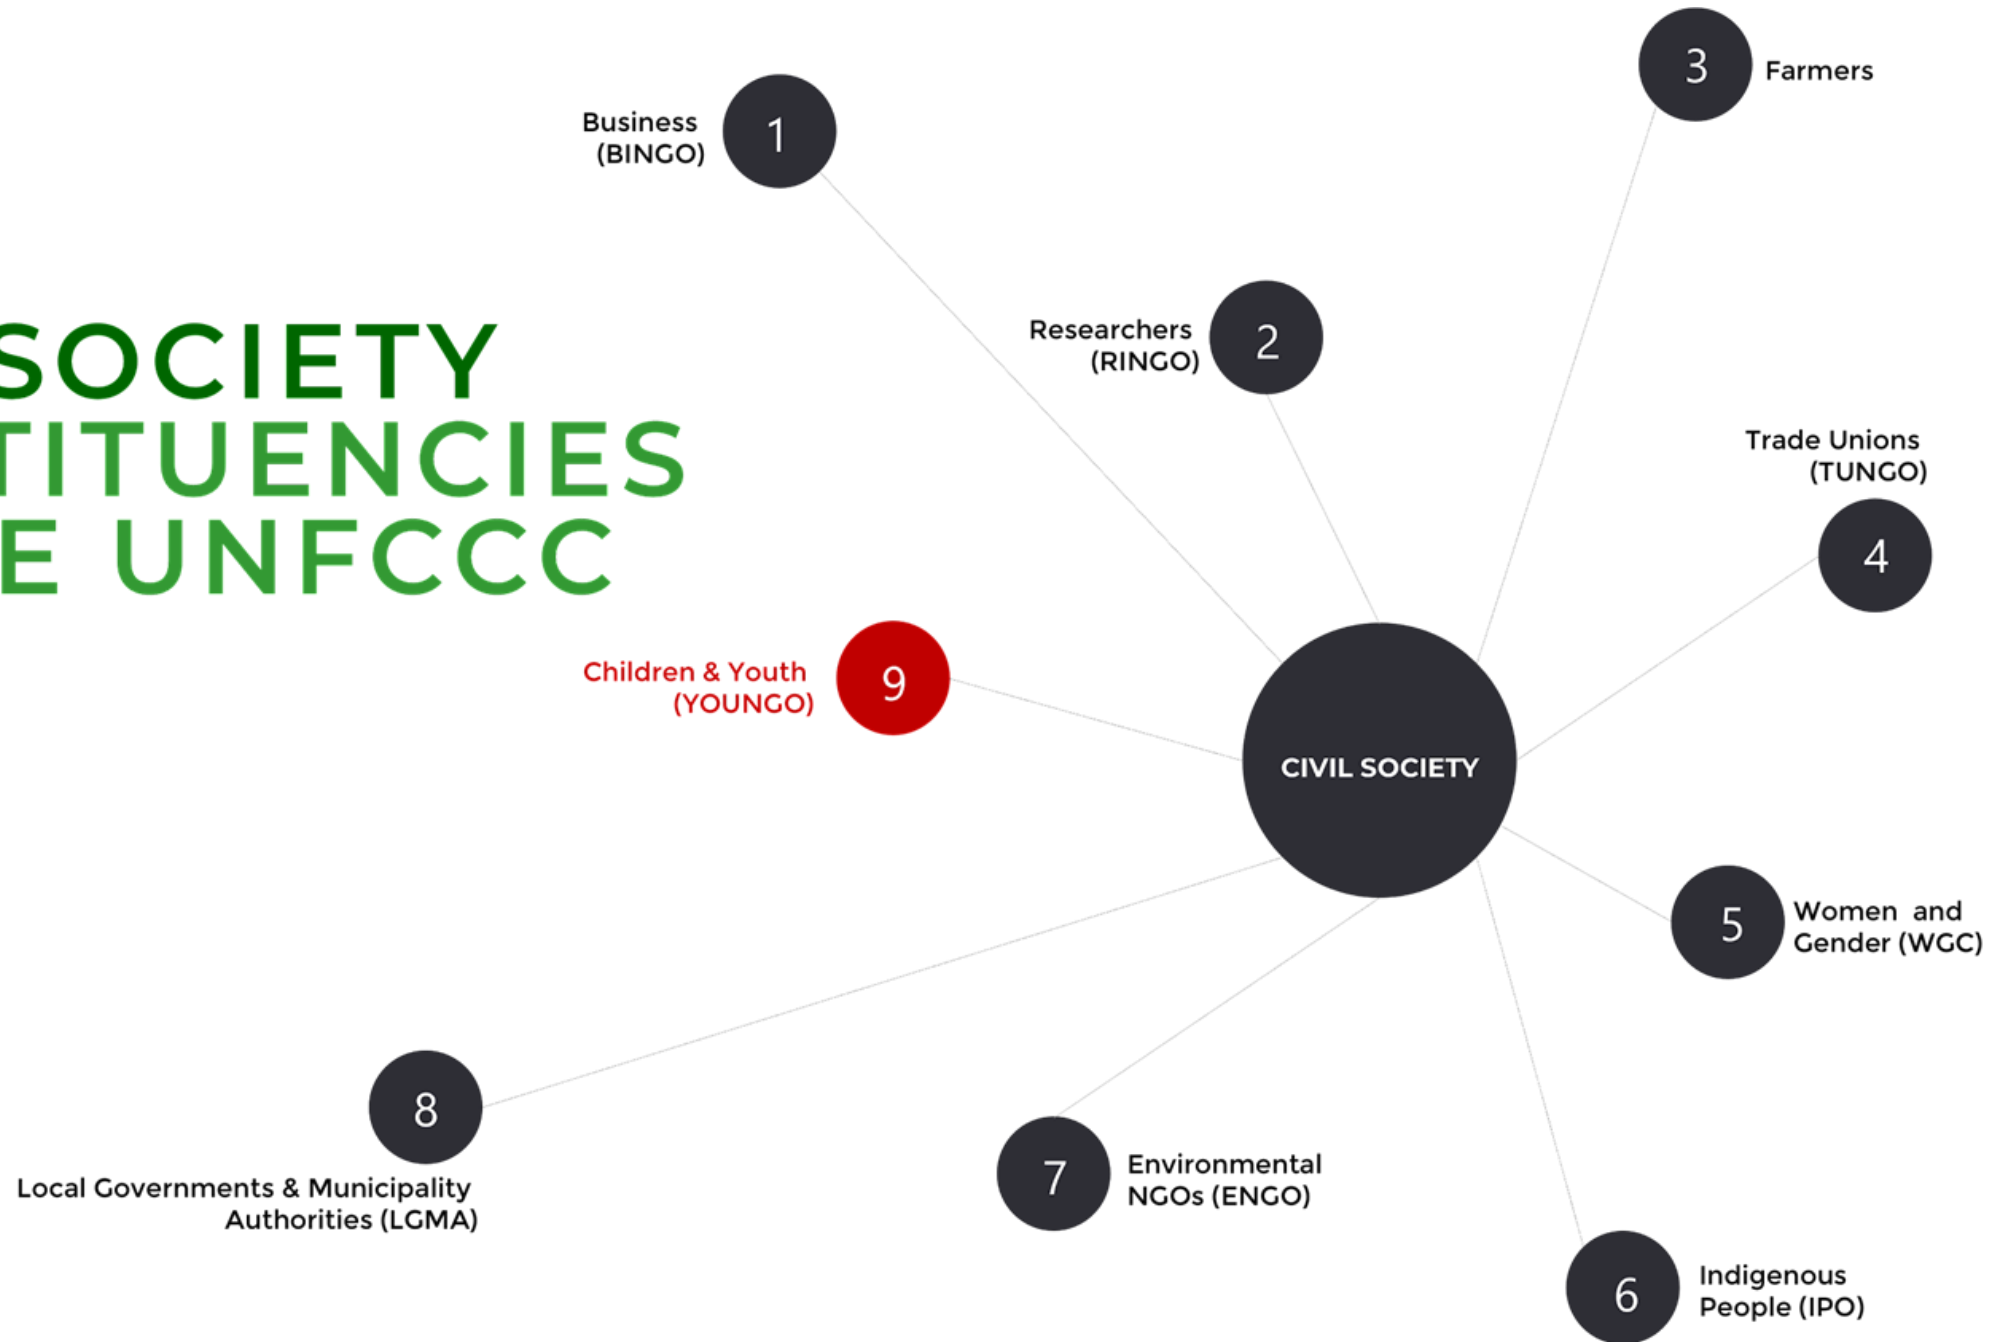 SOCIETY
TITUENCIES
E UNFCCC
Business
(BINGO)
1
Researchers
(RINGO)
2
3
Farmers
Trade Unions
(TUNGO)
4
Children & Youth
(YOUNGO)
9
CIVIL SOCIETY
5
Women and
Gender (WGC)
8
Local Governments & Municipality
Authorities (LGMA)
7
Environmental
NGOs (ENGO)
6
Indigenous
People (IPO)